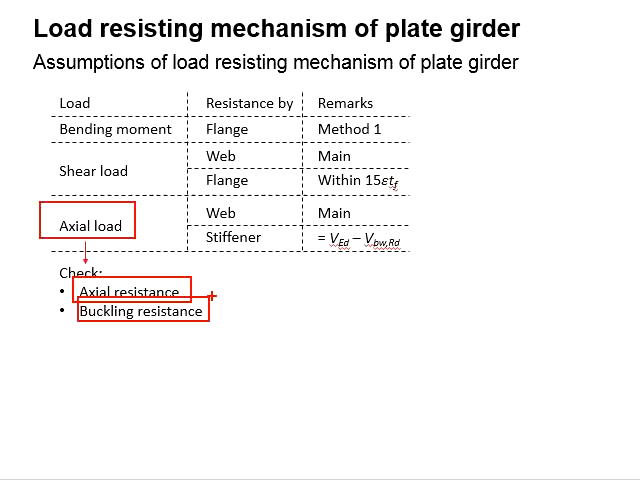 Load resisting mechanism of plate girder
Assumptions of load resisting mechanism of plate girder
Load Resistance by Remarks
Bending moment Flange Method 1
Shear load Web Main
Flange Within 15εtf
Axial load Web Main
Stiffener = VEd – Vbw,Rd
Check:
• Axial resistance
• Buckling resistance